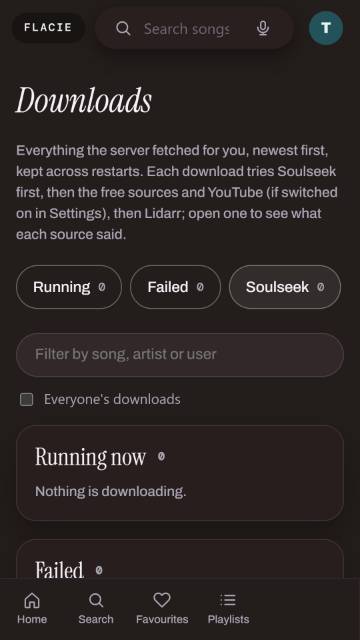 FLACIE
Search songs
T
Downloads
Everything the server fetched for you, newest first,
kept across restarts. Each download tries Soulseek
first, then the free sources and YouTube (if switched
on in Settings), then Lidarr; open one to see what
each source said.
Running 0
Failed 0
Soulseek 0
Filter by song, artist or user
Everyone's downloads
Running now 0
Nothing is downloading.
Failed 0
Home
Search
Favourites
Playlists